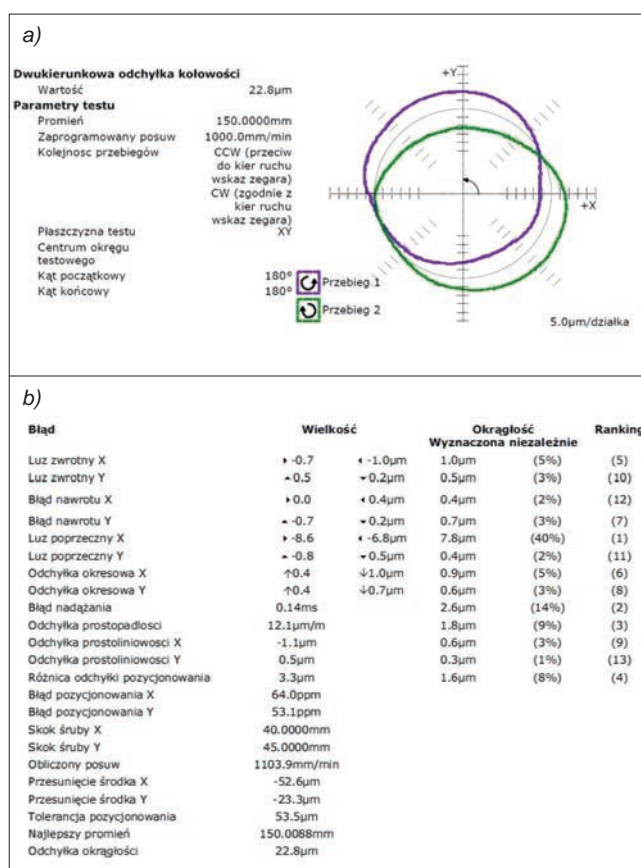 a)
Dwukierunkowa odchyłka kołowości
Wartość 22.8µm
Parametry testu
Promień 150.0000mm
Zaprogramowany posuw 1000.0mm/min
Kolejnosc przebiegów CCW (przeciw
do kier ruchu
wskaz zegara)
CW (zgodnie z
kier ruchu
wskaz zegara)
Płaszczyzna testu XY
Centrum okręgu
testowego
Kąt początkowy 180°
Kąt końcowy 180°
+Y
+X
Przebieg 1
Przebieg 2
5.0µm/działka
b)
Błąd Wielkość Okrągłość Ranking
Wyznaczona niezależnie
Luz zwrotny X ▸-0.7 ◂-1.0µm 1.0µm (5%) (5)
Luz zwrotny Y ▴0.5 ▾0.2µm 0.5µm (3%) (10)
Błąd nawrotu X ▸0.0 ◂0.4µm 0.4µm (2%) (12)
Błąd nawrotu Y ▴-0.7 ▾0.2µm 0.7µm (3%) (7)
Luz poprzeczny X ▸-8.6 ◂-6.8µm 7.8µm (40%) (1)
Luz poprzeczny Y ▴-0.8 ▾0.5µm 0.4µm (2%) (11)
Odchyłka okresowa X ↑0.4 ↓1.0µm 0.9µm (5%) (6)
Odchyłka okresowa Y ↑0.4 ↓0.7µm 0.6µm (3%) (8)
Błąd nadążania 0.14ms 2.6µm (14%) (2)
Odchyłka prostopadlosci 12.1µm/m 1.8µm (9%) (3)
Odchyłka prostoliniowosci X -1.1µm 0.6µm (3%) (9)
Odchyłka prostoliniowosci Y 0.5µm 0.3µm (1%) (13)
Różnica odchyłki pozycjonowania 3.3µm 1.6µm (8%) (4)
Błąd pozycjonowania X 64.0ppm
Błąd pozycjonowania Y 53.1ppm
Skok śruby X 40.0000mm
Skok śruby Y 45.0000mm
Obliczony posuw 1103.9mm/min
Przesunięcie środka X -52.6µm
Przesunięcie środka Y -23.3µm
Tolerancja pozycjonowania 53.5µm
Najlepszy promień 150.0088mm
Odchyłka okrągłości 22.8µm